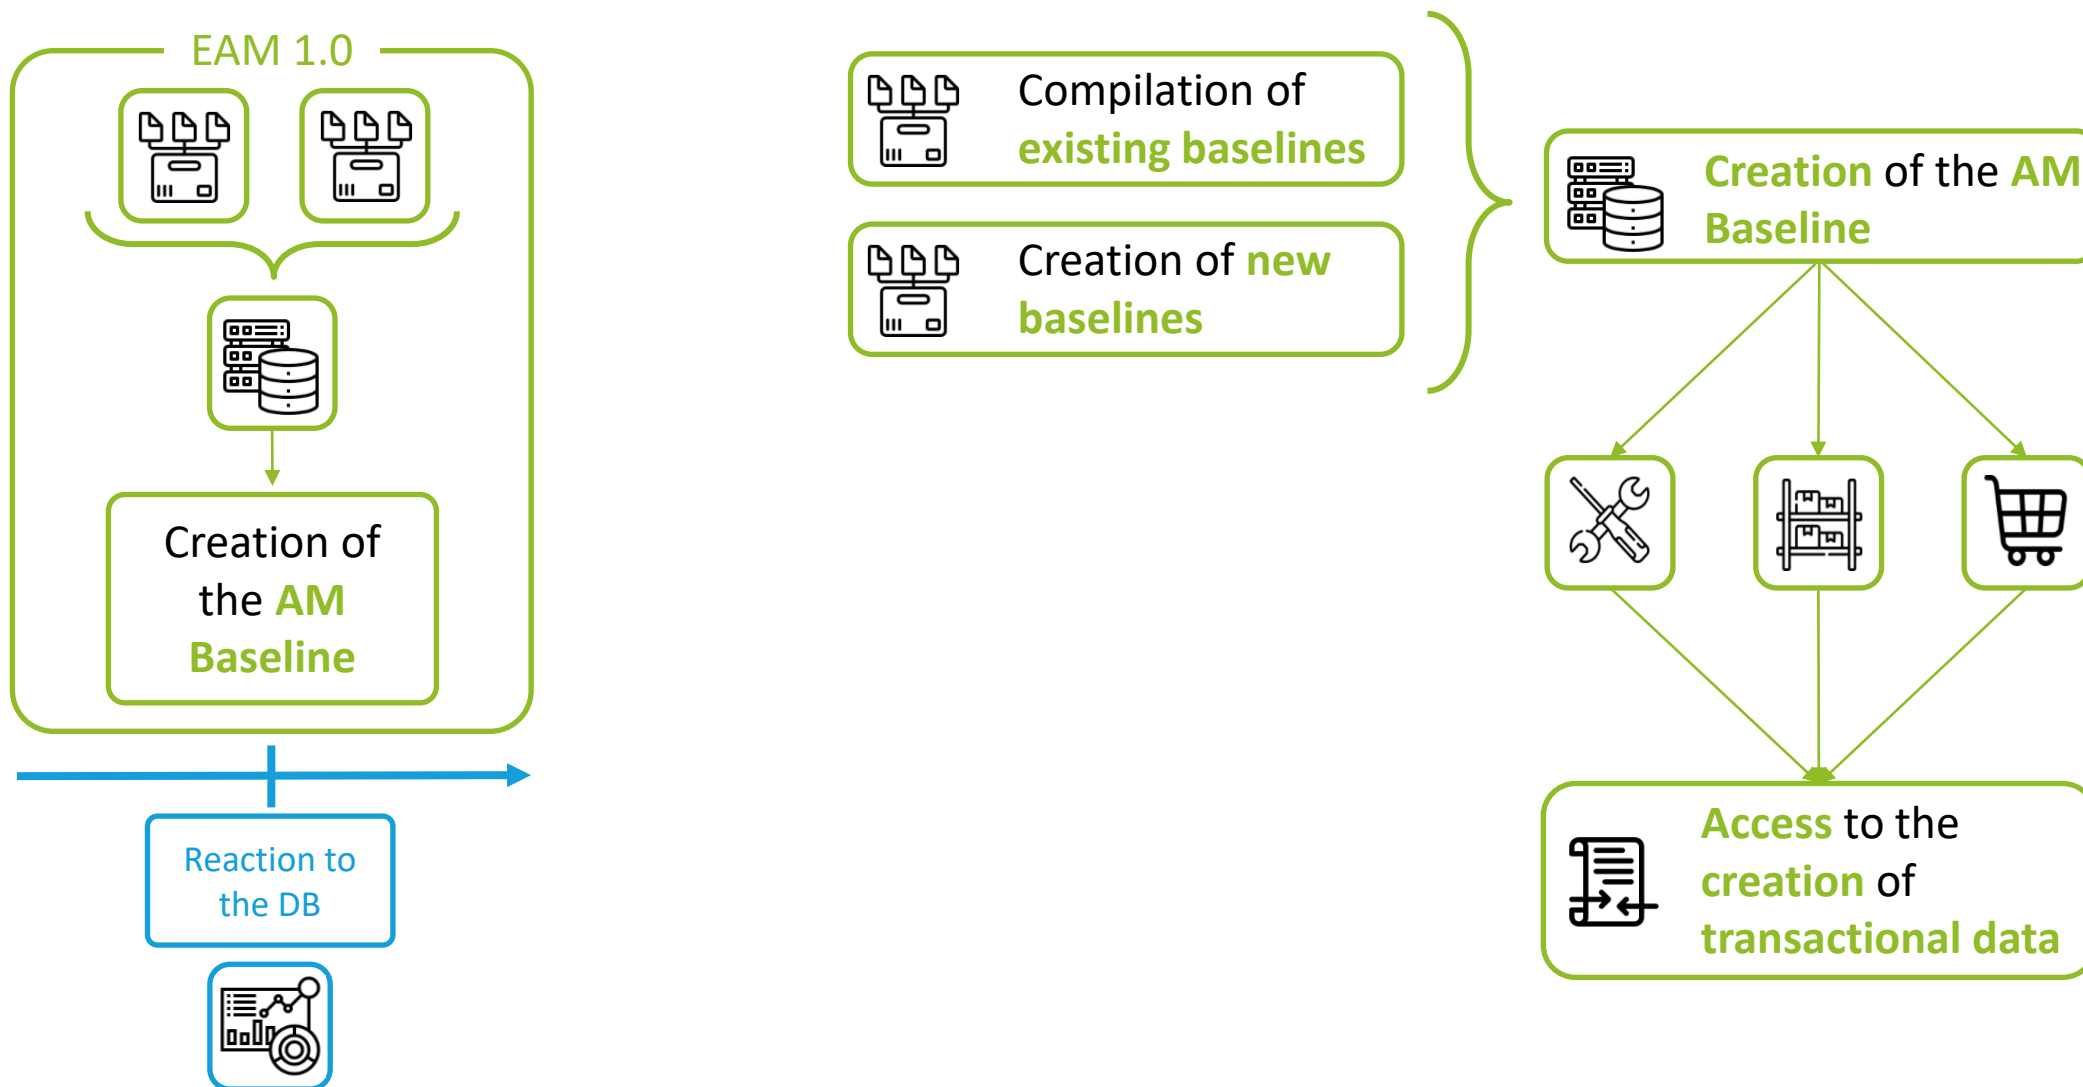 EAM 1.0
Creation of
the AM
Baseline
Reaction to
the DB
Compilation of
existing baselines
Creation of new
baselines
Creation of the AM
Baseline
Access to the
creation of
transactional data